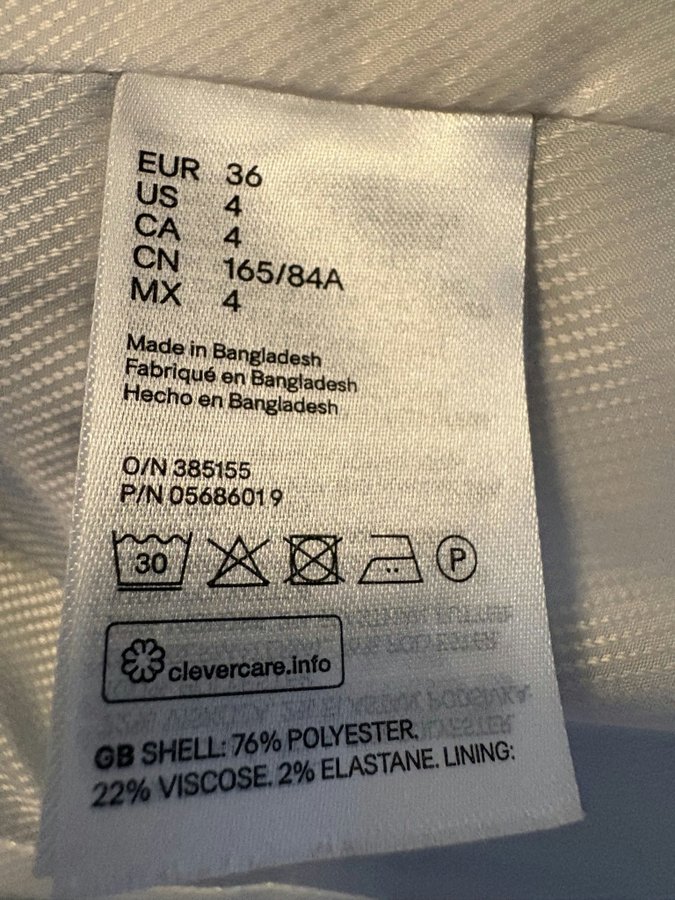 EUR 36
US 4
CA 4
CN 165/84A
MX 4
Made in Bangladesh
Fabriqué en Bangladesh
Hecho en Bangladesh
O/N 385155
P/N 05686019
30
P
clevercare.info
GB SHELL: 76% POLYESTER.
22% VISCOSE. 2% ELASTANE. LINING: